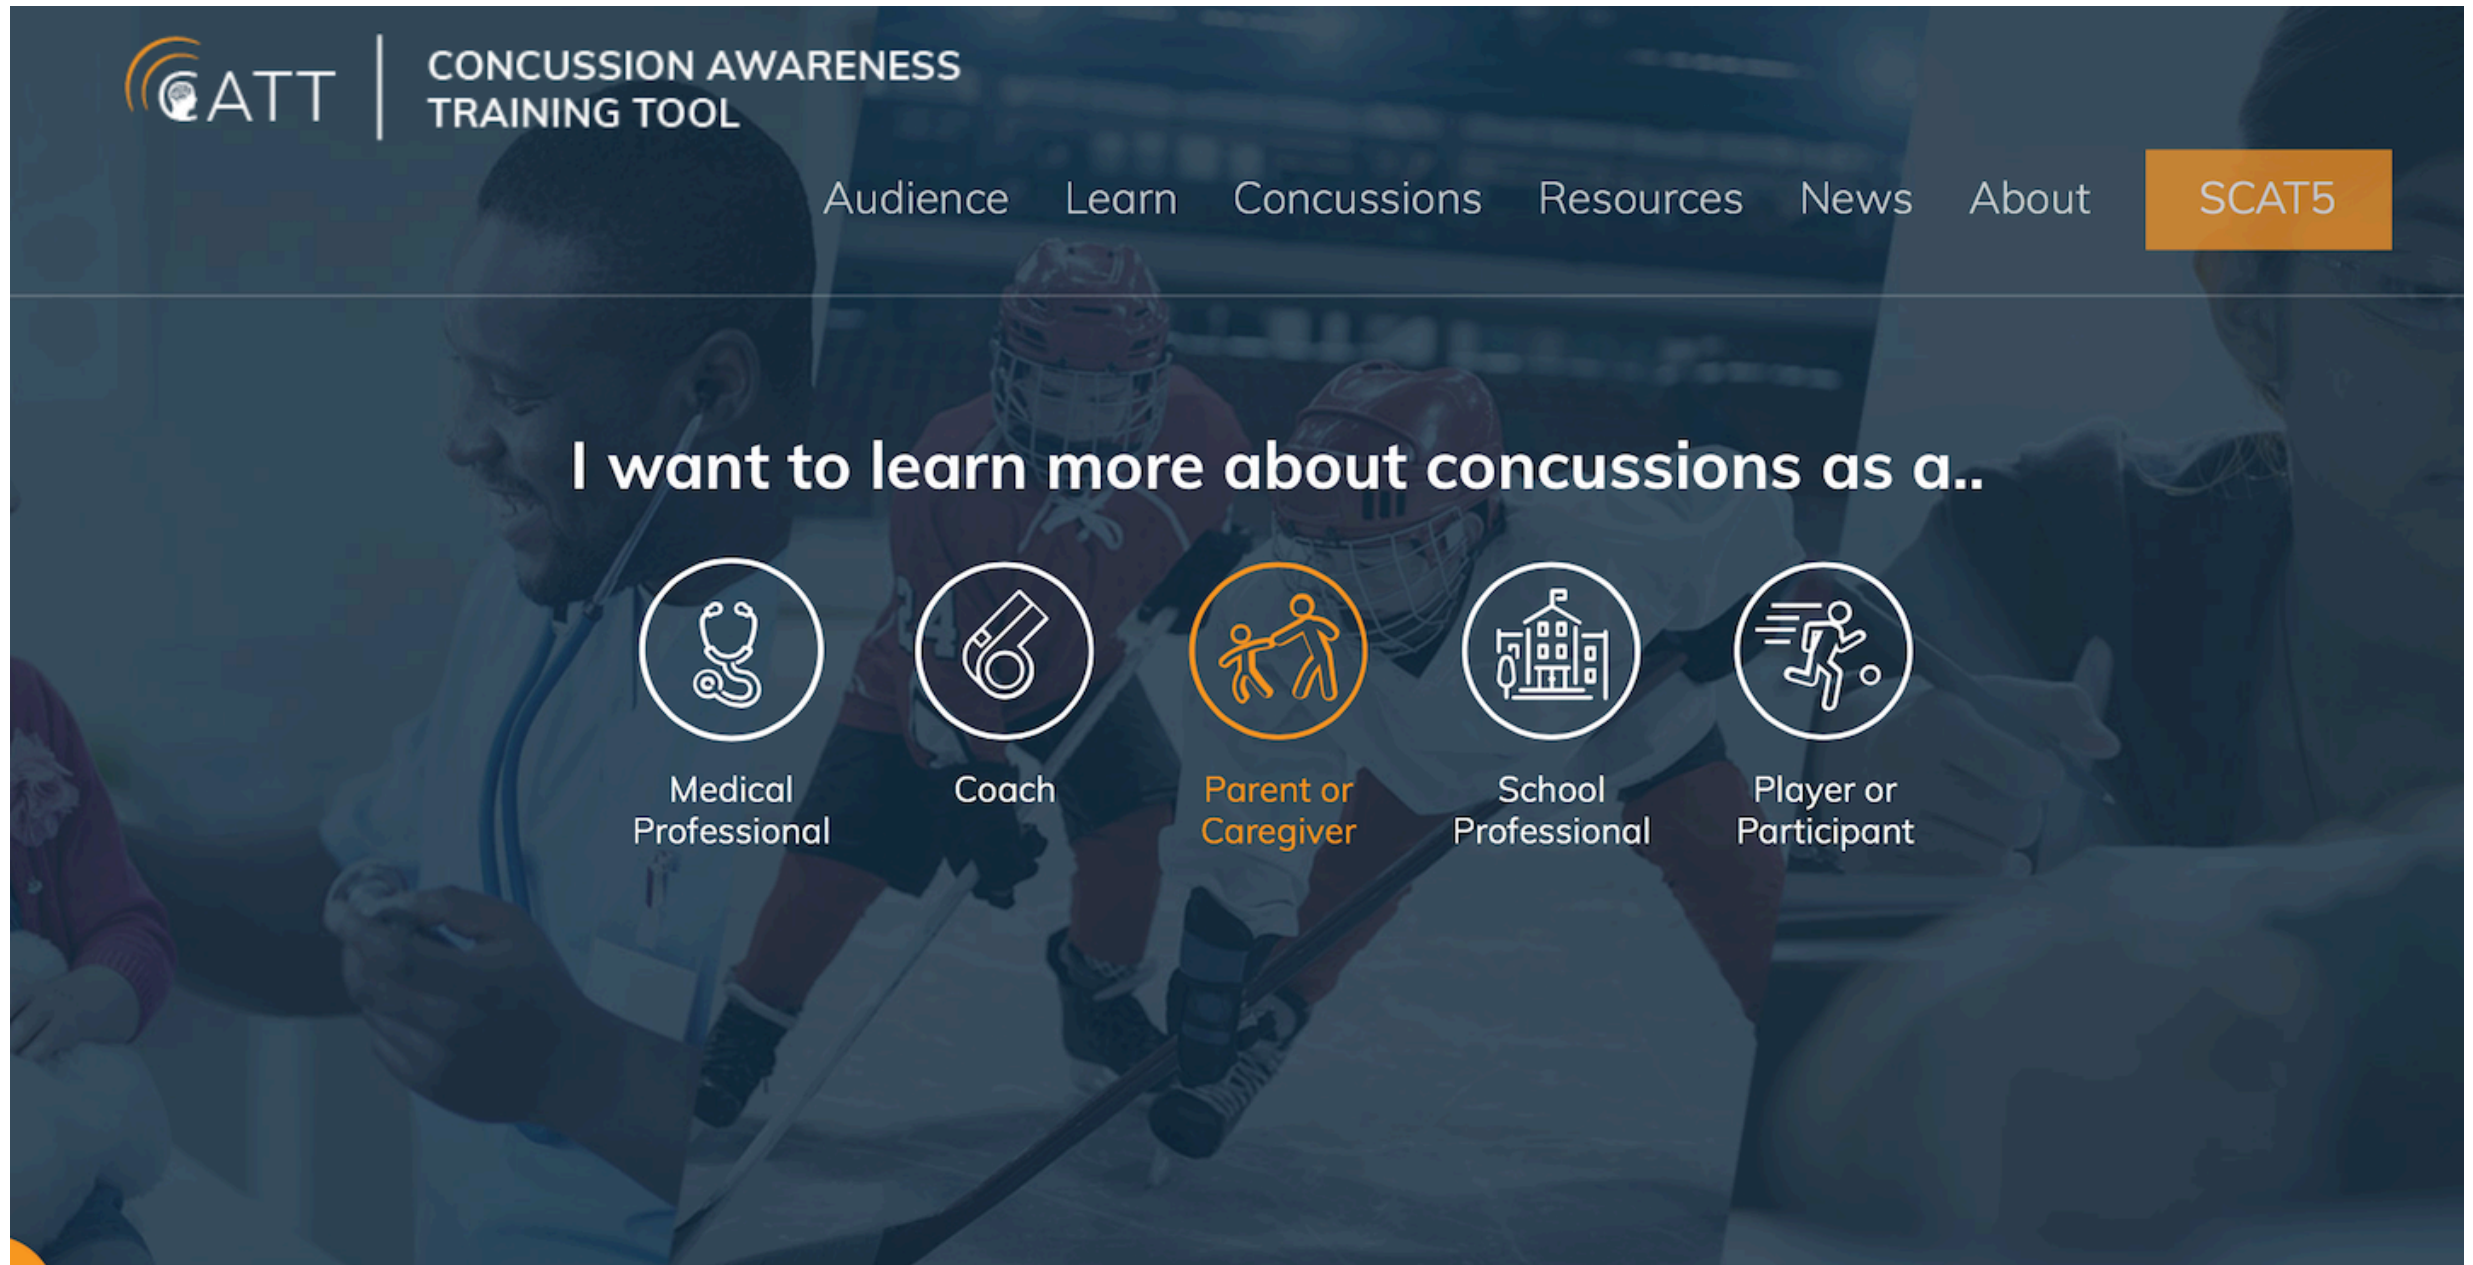 CATT
CONCUSSION AWARENESS
TRAINING TOOL
Audience Learn Concussions Resources News About SCAT5
I want to learn more about concussions as a..
Medical
Professional
Coach
Parent or
Caregiver
School
Professional
Player or
Participant
24